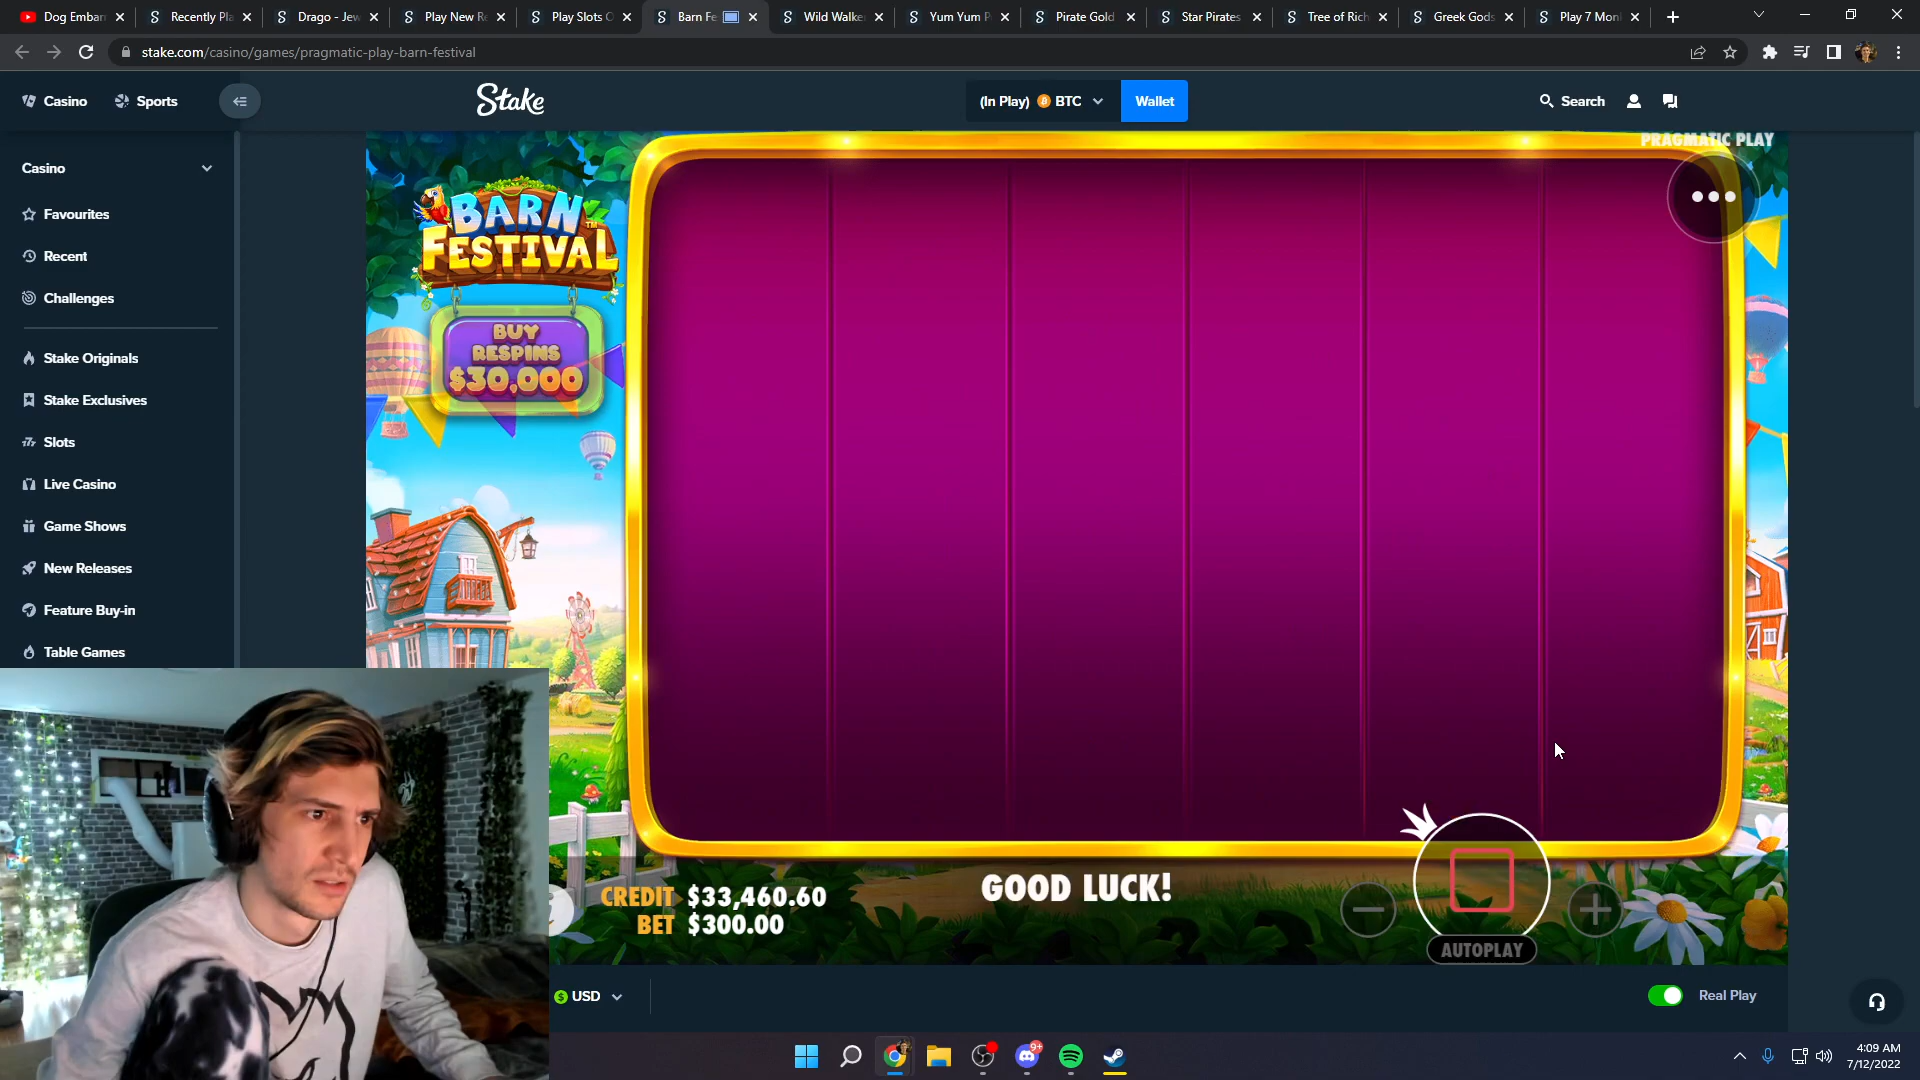 Dog Embar
Recently Pla
Drago - Jew
Play New Re
Play Slots O
Barn Fe
Wild Walke
Yum Yum P
Pirate Gold
Star Pirates
Tree of Rich
Greek Gods
Play 7 Monk
stake.com/casino/games/pragmatic-play-barn-festival
Casino
Sports
Stake
(In Play) BTC
Wallet
Search
Casino
Favourites
Recent
Challenges
Stake Originals
Stake Exclusives
Slots
Live Casino
Game Shows
New Releases
Feature Buy-in
Table Games
PRAGMATIC PLAY
BARN
FESTIVAL™
BUY
RESPINS
$30,000
CREDIT $33,460.60
BET $300.00
GOOD LUCK!
AUTOPLAY
USD
Real Play
9+
4:09 AM
7/12/2022